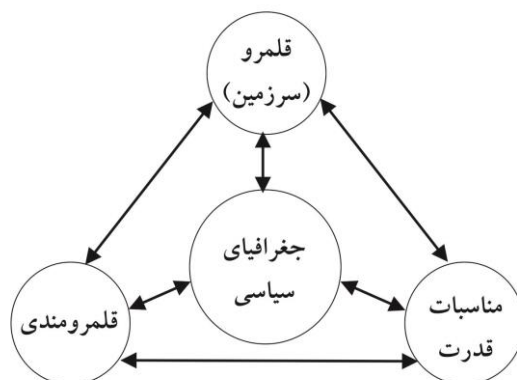 قلمرو
(سرزمین)
جغرافیای
سیاسی
قلمرومندی
مناسبات
قدرت